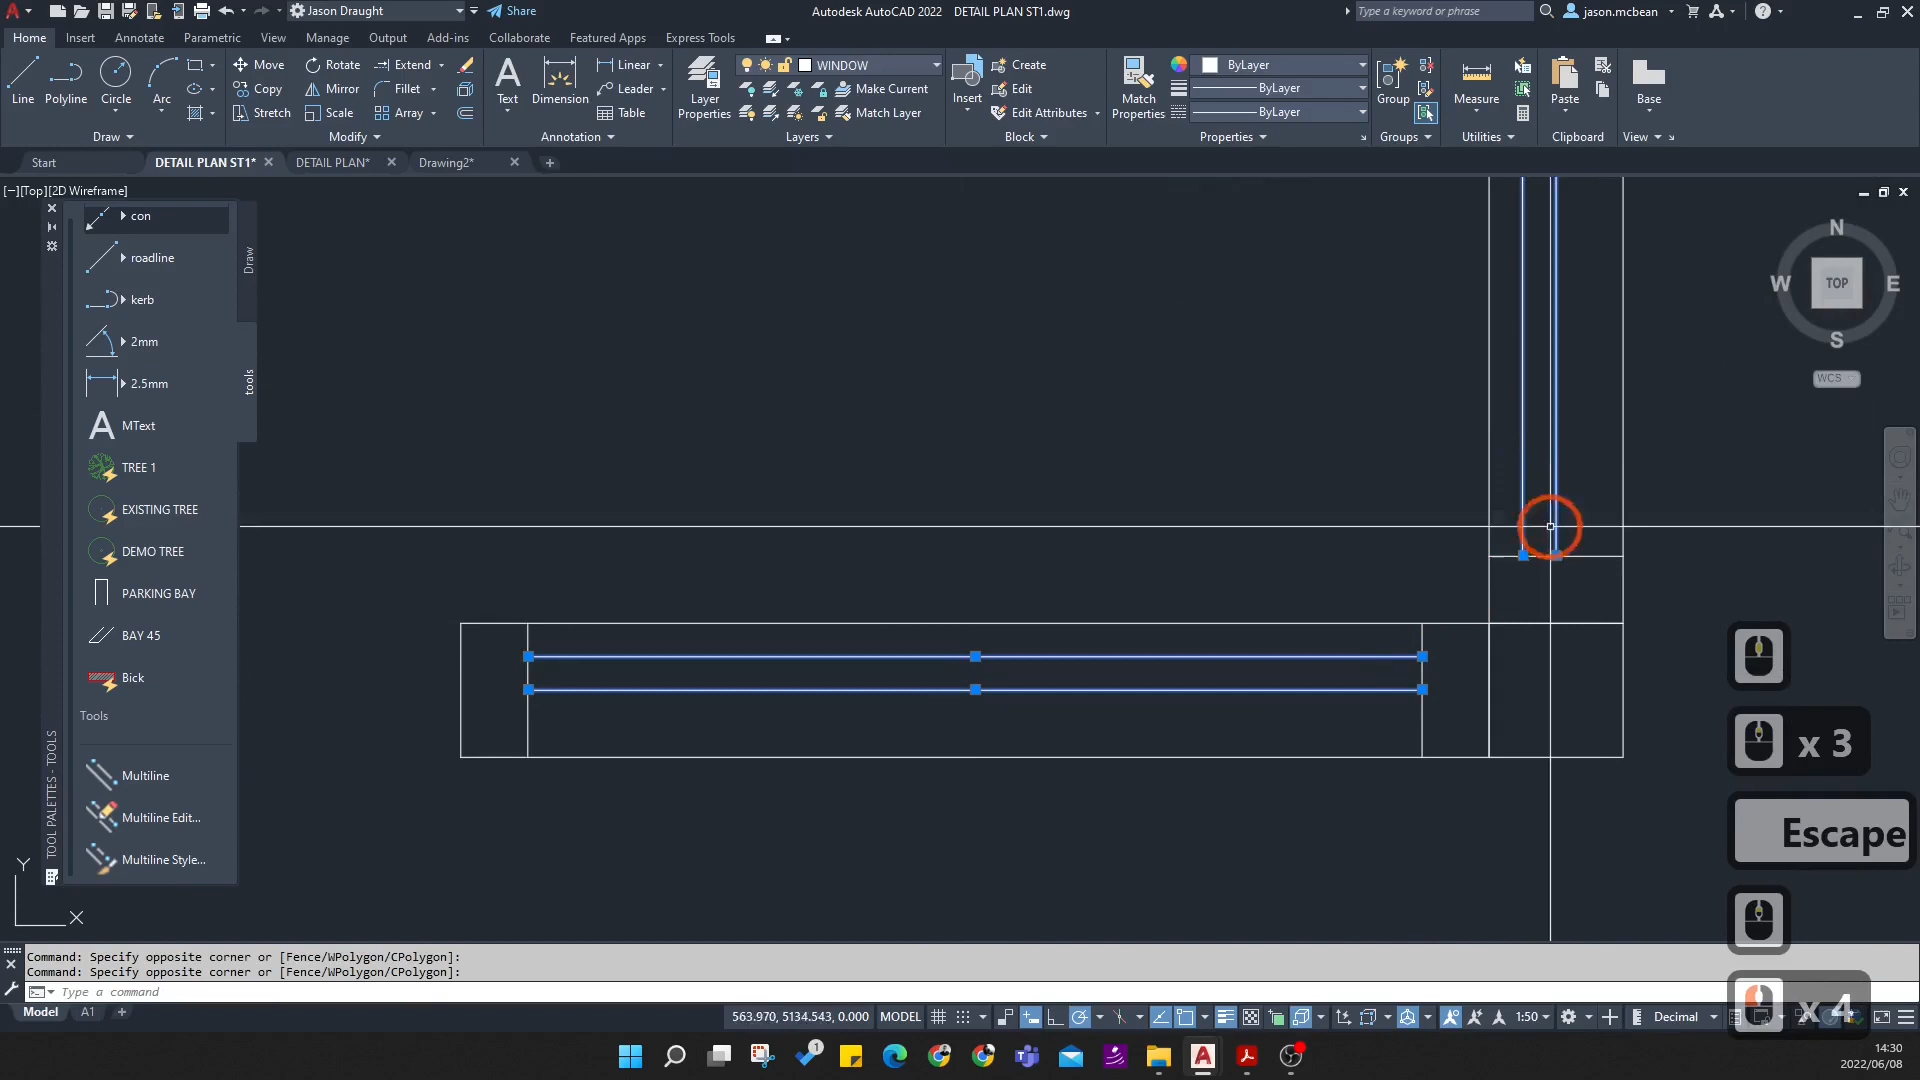 Jason Draught
Share
Autodesk AutoCAD 2022 DETAIL PLAN ST1.dwg
Type a keyword or phrase
jason.mcbean
Home Insert Annotate Parametric View Manage Output Add-ins Collaborate Featured Apps Express Tools
Line Polyline Circle Arc
Move Rotate Extend
Copy Mirror Fillet
Stretch Scale Array
Text Dimension
Linear
Leader
Table
Layer Properties
WINDOW
Make Current
Match Layer
Insert
Create
Edit
Edit Attributes
Match Properties
ByLayer
ByLayer
ByLayer
Group
Measure
Paste
Base
Draw Modify Annotation Layers Block Properties Groups Utilities Clipboard View
Start DETAIL PLAN ST1* DETAIL PLAN* Drawing2*
[−][Top][2D Wireframe]
con
roadline
kerb
2mm
2.5mm
MText
TREE 1
EXISTING TREE
DEMO TREE
PARKING BAY
BAY 45
Bick
Tools
Multiline
Multiline Edit...
Multiline Style...
Draw
tools
TOOL PALETTES - TOOLS
N
W TOP E
S
WCS
x 3
Escape
x 4
Y
X
Command: Specify opposite corner or [Fence/WPolygon/CPolygon]:
Command: Specify opposite corner or [Fence/WPolygon/CPolygon]:
Type a command
Model A1
563.970, 5134.543, 0.000 MODEL 1:50 Decimal
1
14:30
2022/06/08